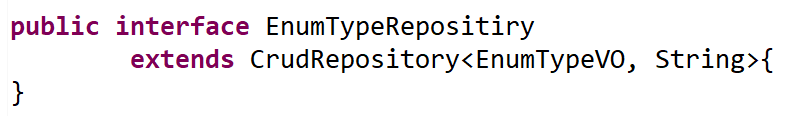 public interface EnumTypeRepositiry
extends CrudRepository<EnumTypeVO, String>{
}